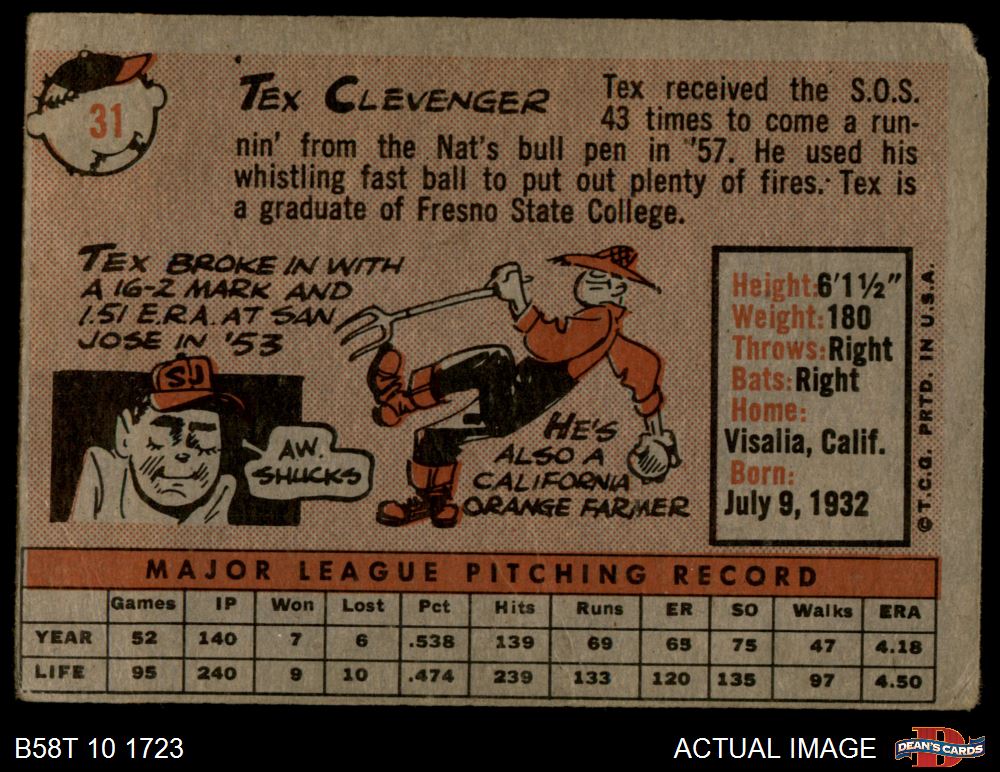 31
TEX CLEVENGER
Tex received the S.O.S.
43 times to come a run-
nin' from the Nat's bull pen in '57. He used his
whistling fast ball to put out plenty of fires. Tex is
a graduate of Fresno State College.
TEX BROKE IN WITH
A 16-2 MARK AND
1.51 E.R.A. AT SAN
JOSE IN '53
SJ
AW.
SHUCKS
HE'S
ALSO A
CALIFORNIA
ORANGE FARMER
Height: 6'1½"
Weight: 180
Throws: Right
Bats: Right
Home:
Visalia, Calif.
Born:
July 9, 1932
©T.C.G. PRTD. IN U.S.A.
MAJOR LEAGUE PITCHING RECORD
Games IP Won Lost Pct Hits Runs ER SO Walks ERA
YEAR 52 140 7 6 .538 139 69 65 75 47 4.18
LIFE 95 240 9 10 .474 239 133 120 135 97 4.50
B58T 10 1723
ACTUAL IMAGE
D
DEAN'S CARDS